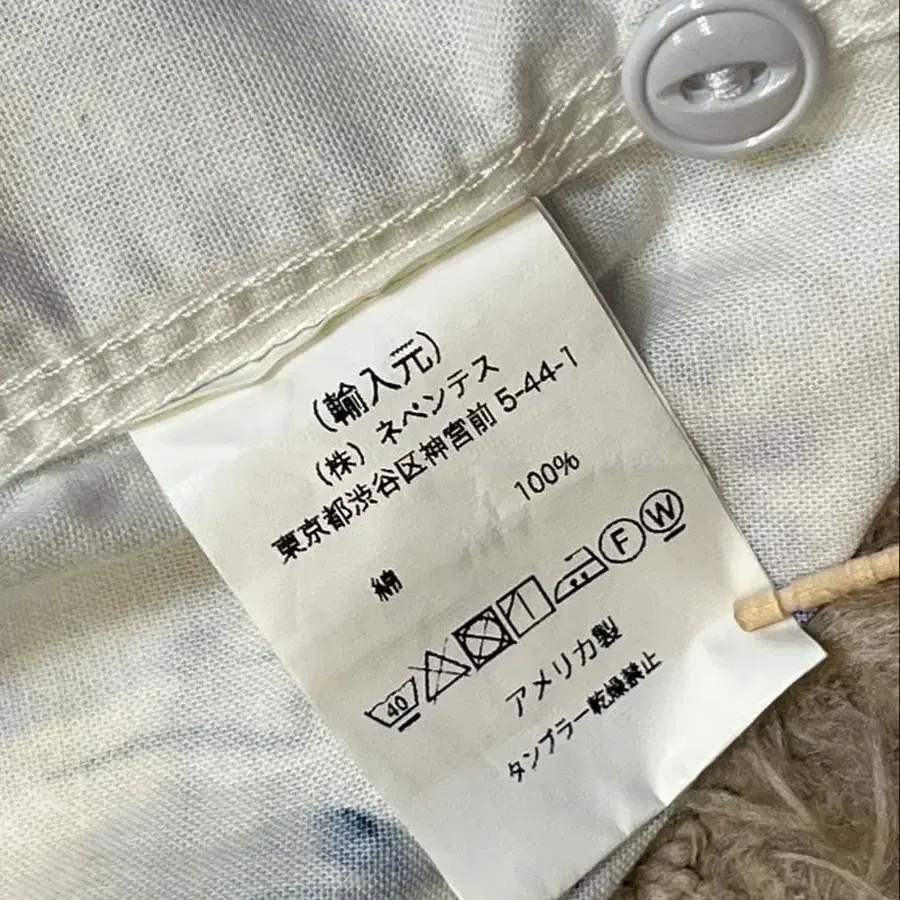 (輸入元)
(株) ネペンテス
東京都渋谷区神宮前 5-44-1
綿 100%
40 F W
アメリカ製
タンブラー乾燥禁止